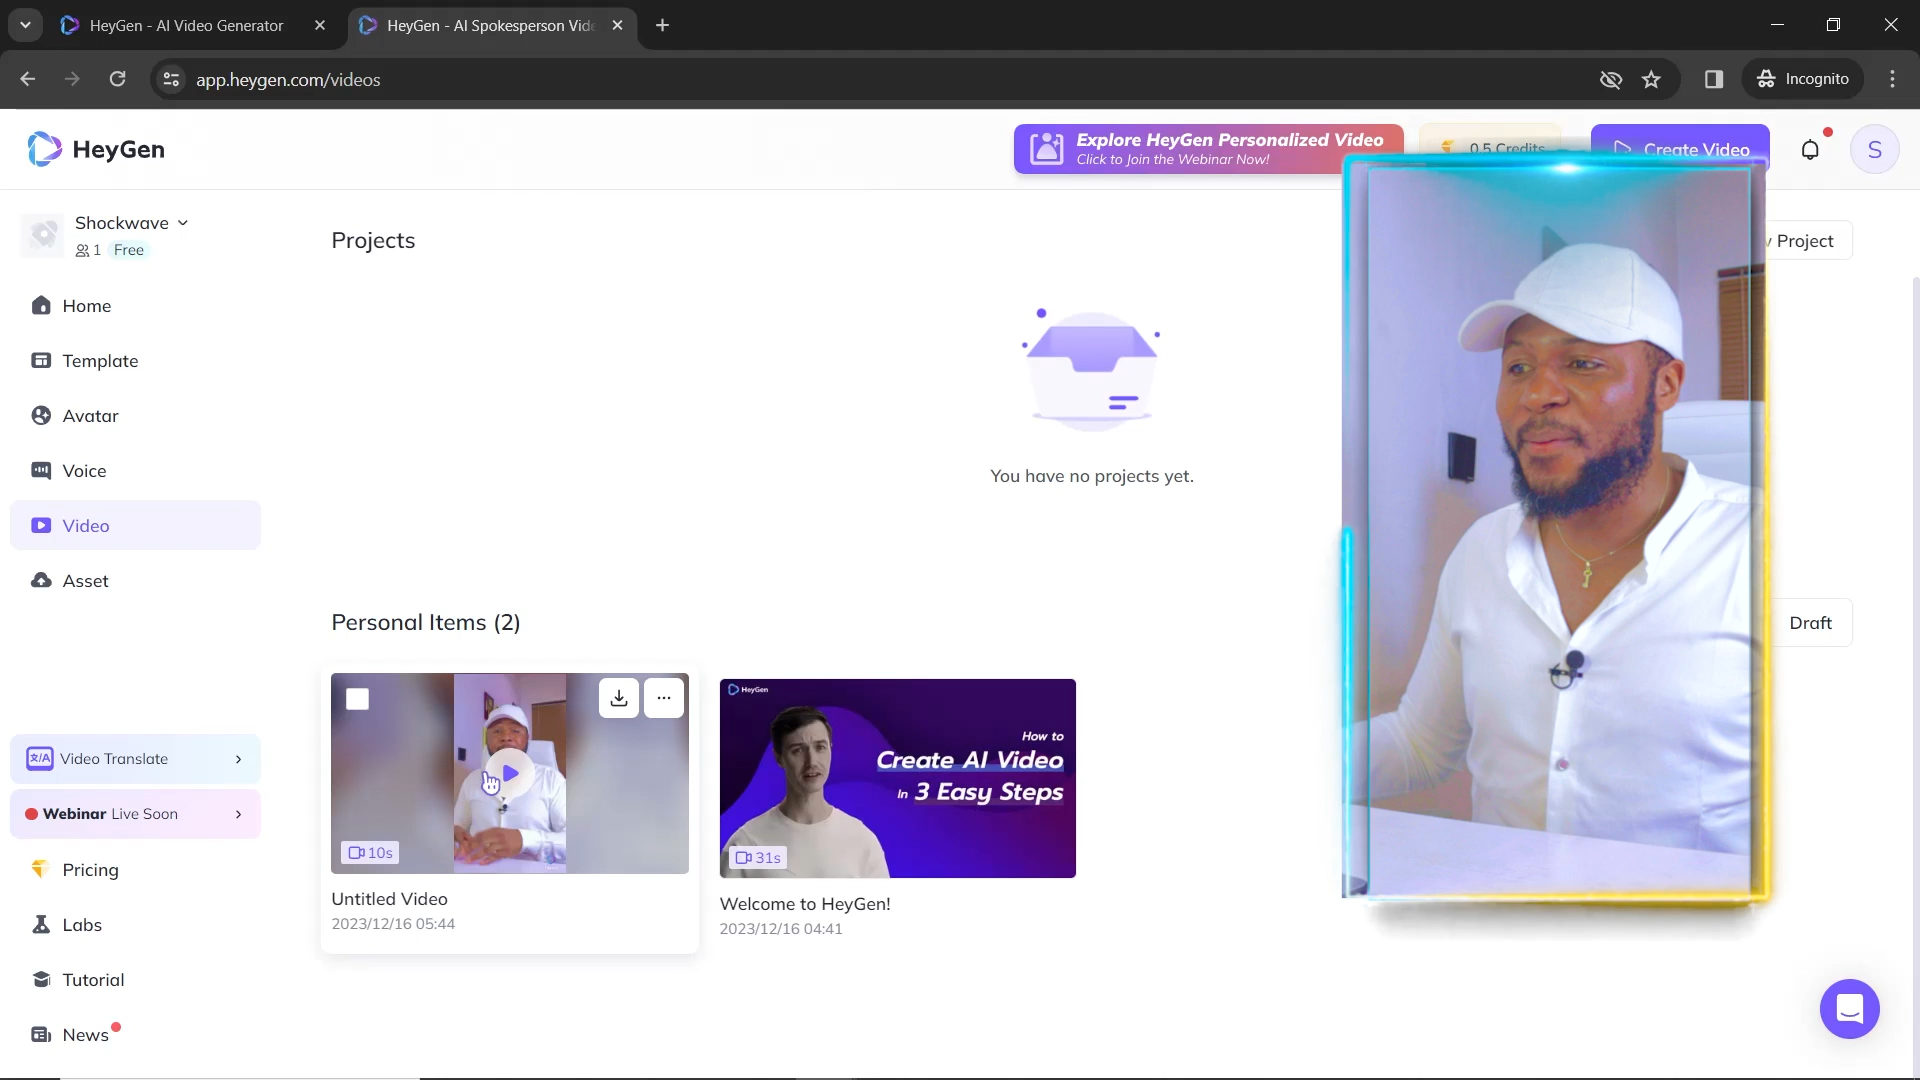 HeyGen - AI Video Generator
HeyGen - AI Spokesperson Vide
app.heygen.com/videos
Incognito
HeyGen
Explore HeyGen Personalized Video
Click to Join the Webinar Now!
0.5 Credits
Create Video
S
Shockwave
1 Free
Projects
Project
Home
Template
Avatar
Voice
Video
Asset
You have no projects yet.
Personal Items (2)
Draft
10s
Untitled Video
2023/12/16 05:44
HeyGen
How to
Create AI Video
In 3 Easy Steps
31s
Welcome to HeyGen!
2023/12/16 04:41
Video Translate
Webinar Live Soon
Pricing
Labs
Tutorial
News